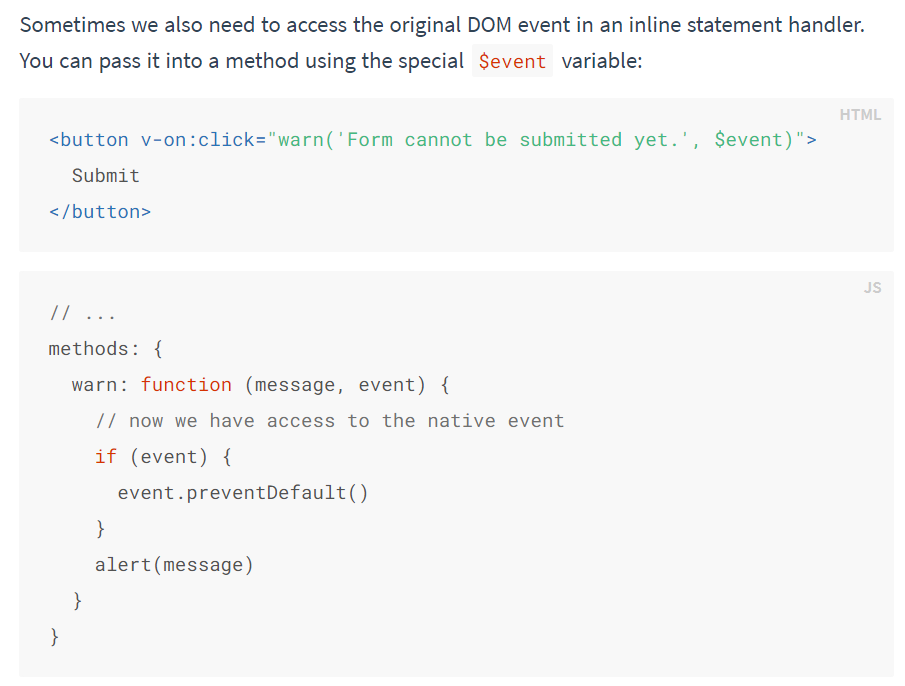 Sometimes we also need to access the original DOM event in an inline statement handler.
You can pass it into a method using the special $event variable:
HTML
<button v-on:click="warn('Form cannot be submitted yet.', $event)">
  Submit
</button>
JS
// ...
methods: {
  warn: function (message, event) {
    // now we have access to the native event
    if (event) {
      event.preventDefault()
    }
    alert(message)
  }
}